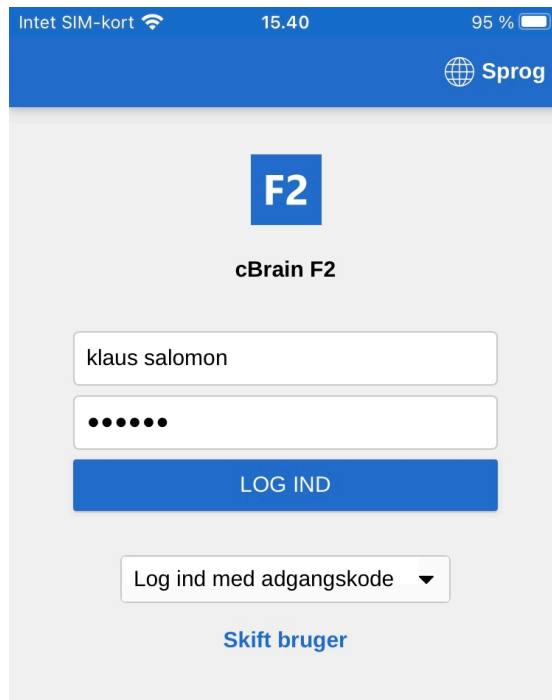 Intet SIM-kort 15.40 95 %
Sprog
F2
cBrain F2
klaus salomon
••••••
LOG IND
Log ind med adgangskode
Skift bruger